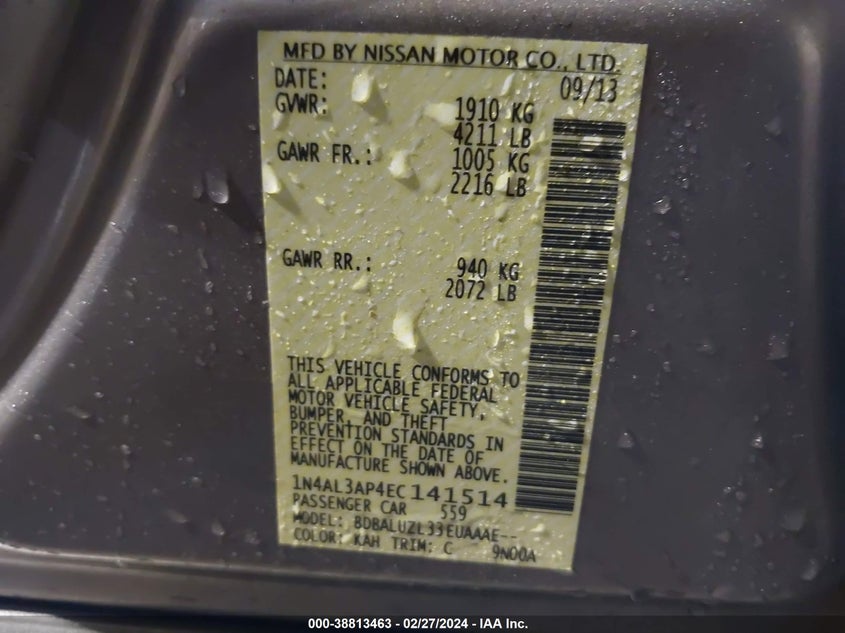 MFD BY NISSAN MOTOR CO., LTD.
DATE: 09/13
GVWR: 1910 KG
4211 LB
GAWR FR.: 1005 KG
2216 LB
GAWR RR.: 940 KG
2072 LB
THIS VEHICLE CONFORMS TO
ALL APPLICABLE FEDERAL
MOTOR VEHICLE SAFETY,
BUMPER, AND THEFT
PREVENTION STANDARDS IN
EFFECT ON THE DATE OF
MANUFACTURE SHOWN ABOVE.
1N4AL3AP4EC141514
PASSENGER CAR 559
MODEL: BDBALUZL33EUAAAE--
COLOR: KAH TRIM: C 9N00A
000-38813463 - 02/27/2024 - IAA Inc.